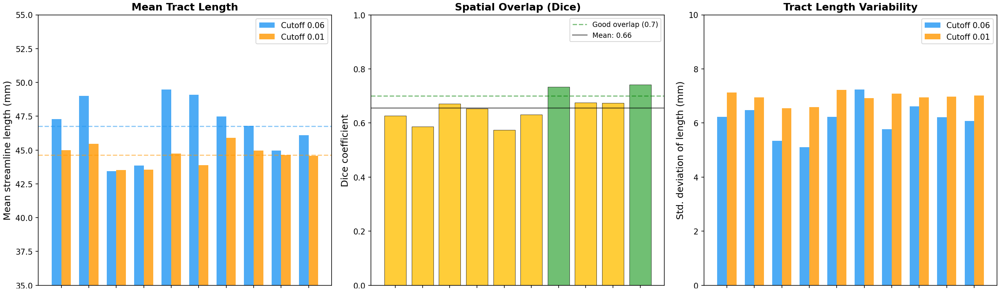 Mean Tract Length
Mean streamline length (mm)
55.0
52.5
50.0
47.5
45.0
42.5
40.0
37.5
35.0
Cutoff 0.06
Cutoff 0.01
Spatial Overlap (Dice)
Dice coefficient
1.0
0.8
0.6
0.4
0.2
0.0
Good overlap (0.7)
Mean: 0.66
Tract Length Variability
Std. deviation of length (mm)
10
8
6
4
2
0
Cutoff 0.06
Cutoff 0.01